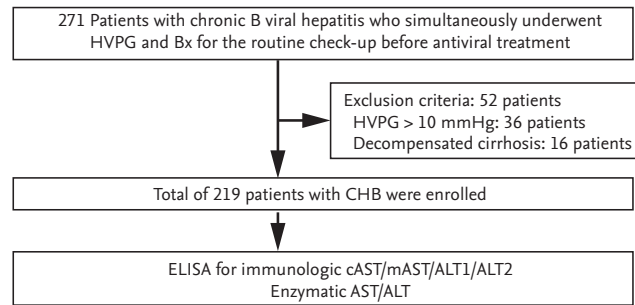 271 Patients with chronic B viral hepatitis who simultaneously underwent
HVPG and Bx for the routine check-up before antiviral treatment
Exclusion criteria: 52 patients
HVPG > 10 mmHg: 36 patients
Decompensated cirrhosis: 16 patients
Total of 219 patients with CHB were enrolled
ELISA for immunologic cAST/mAST/ALT1/ALT2
Enzymatic AST/ALT